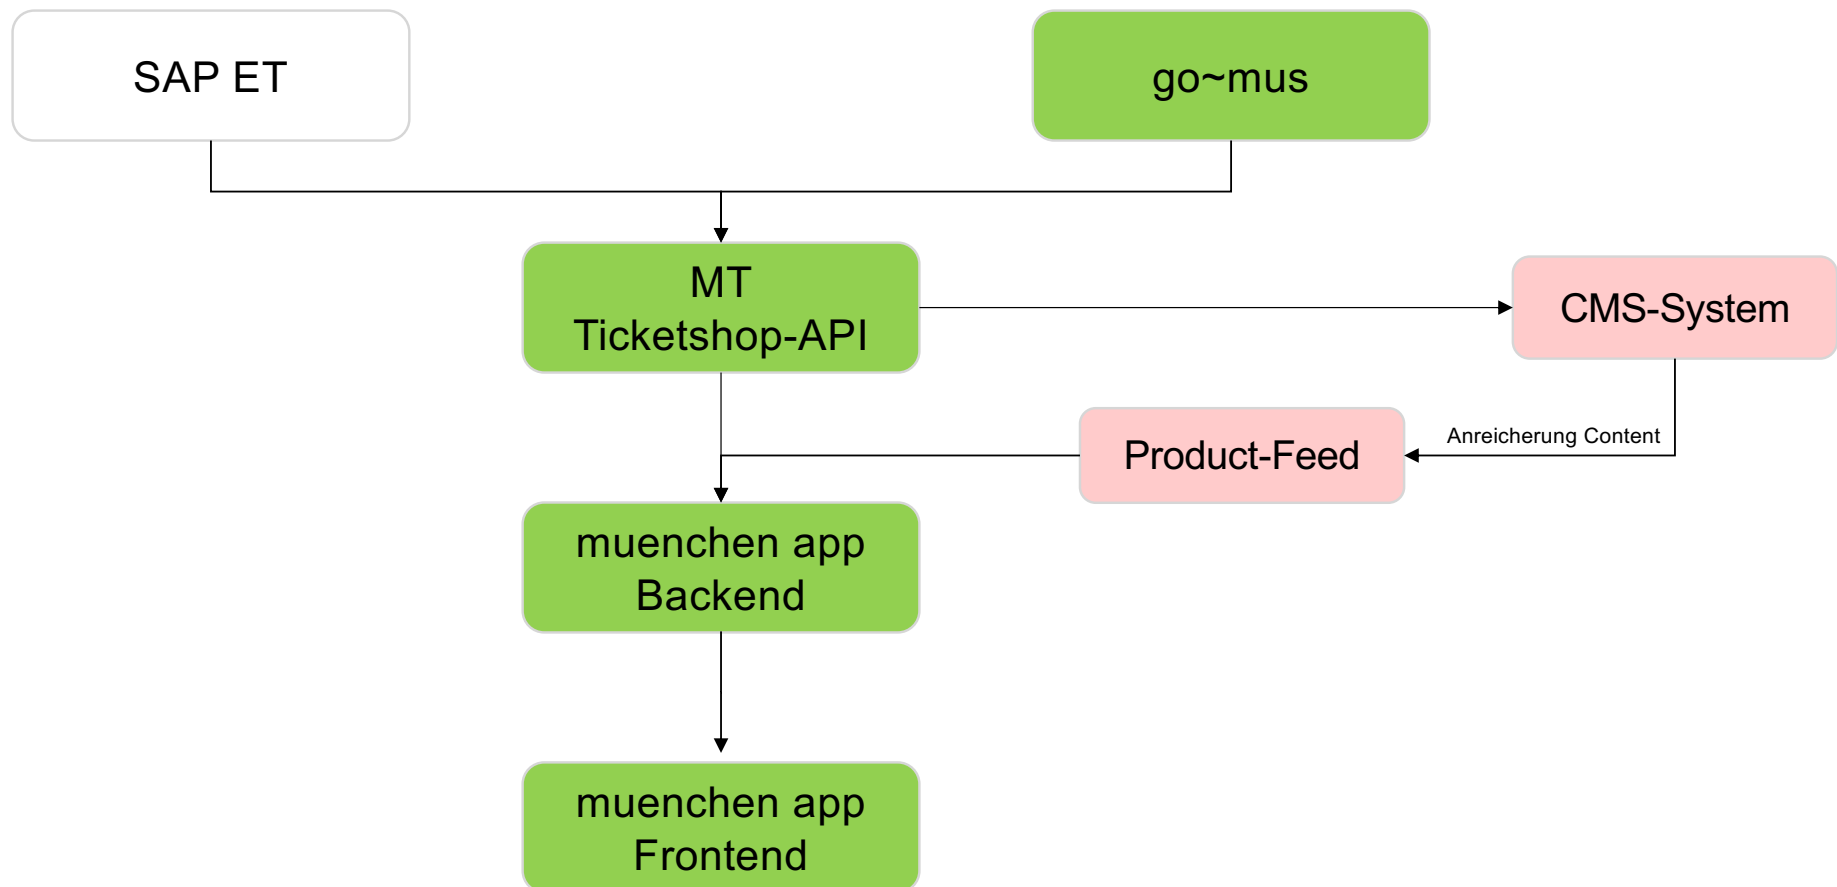 SAP ET
go~mus
MT
Ticketshop-API
CMS-System
Anreicherung Content
Product-Feed
muenchen app
Backend
muenchen app
Frontend